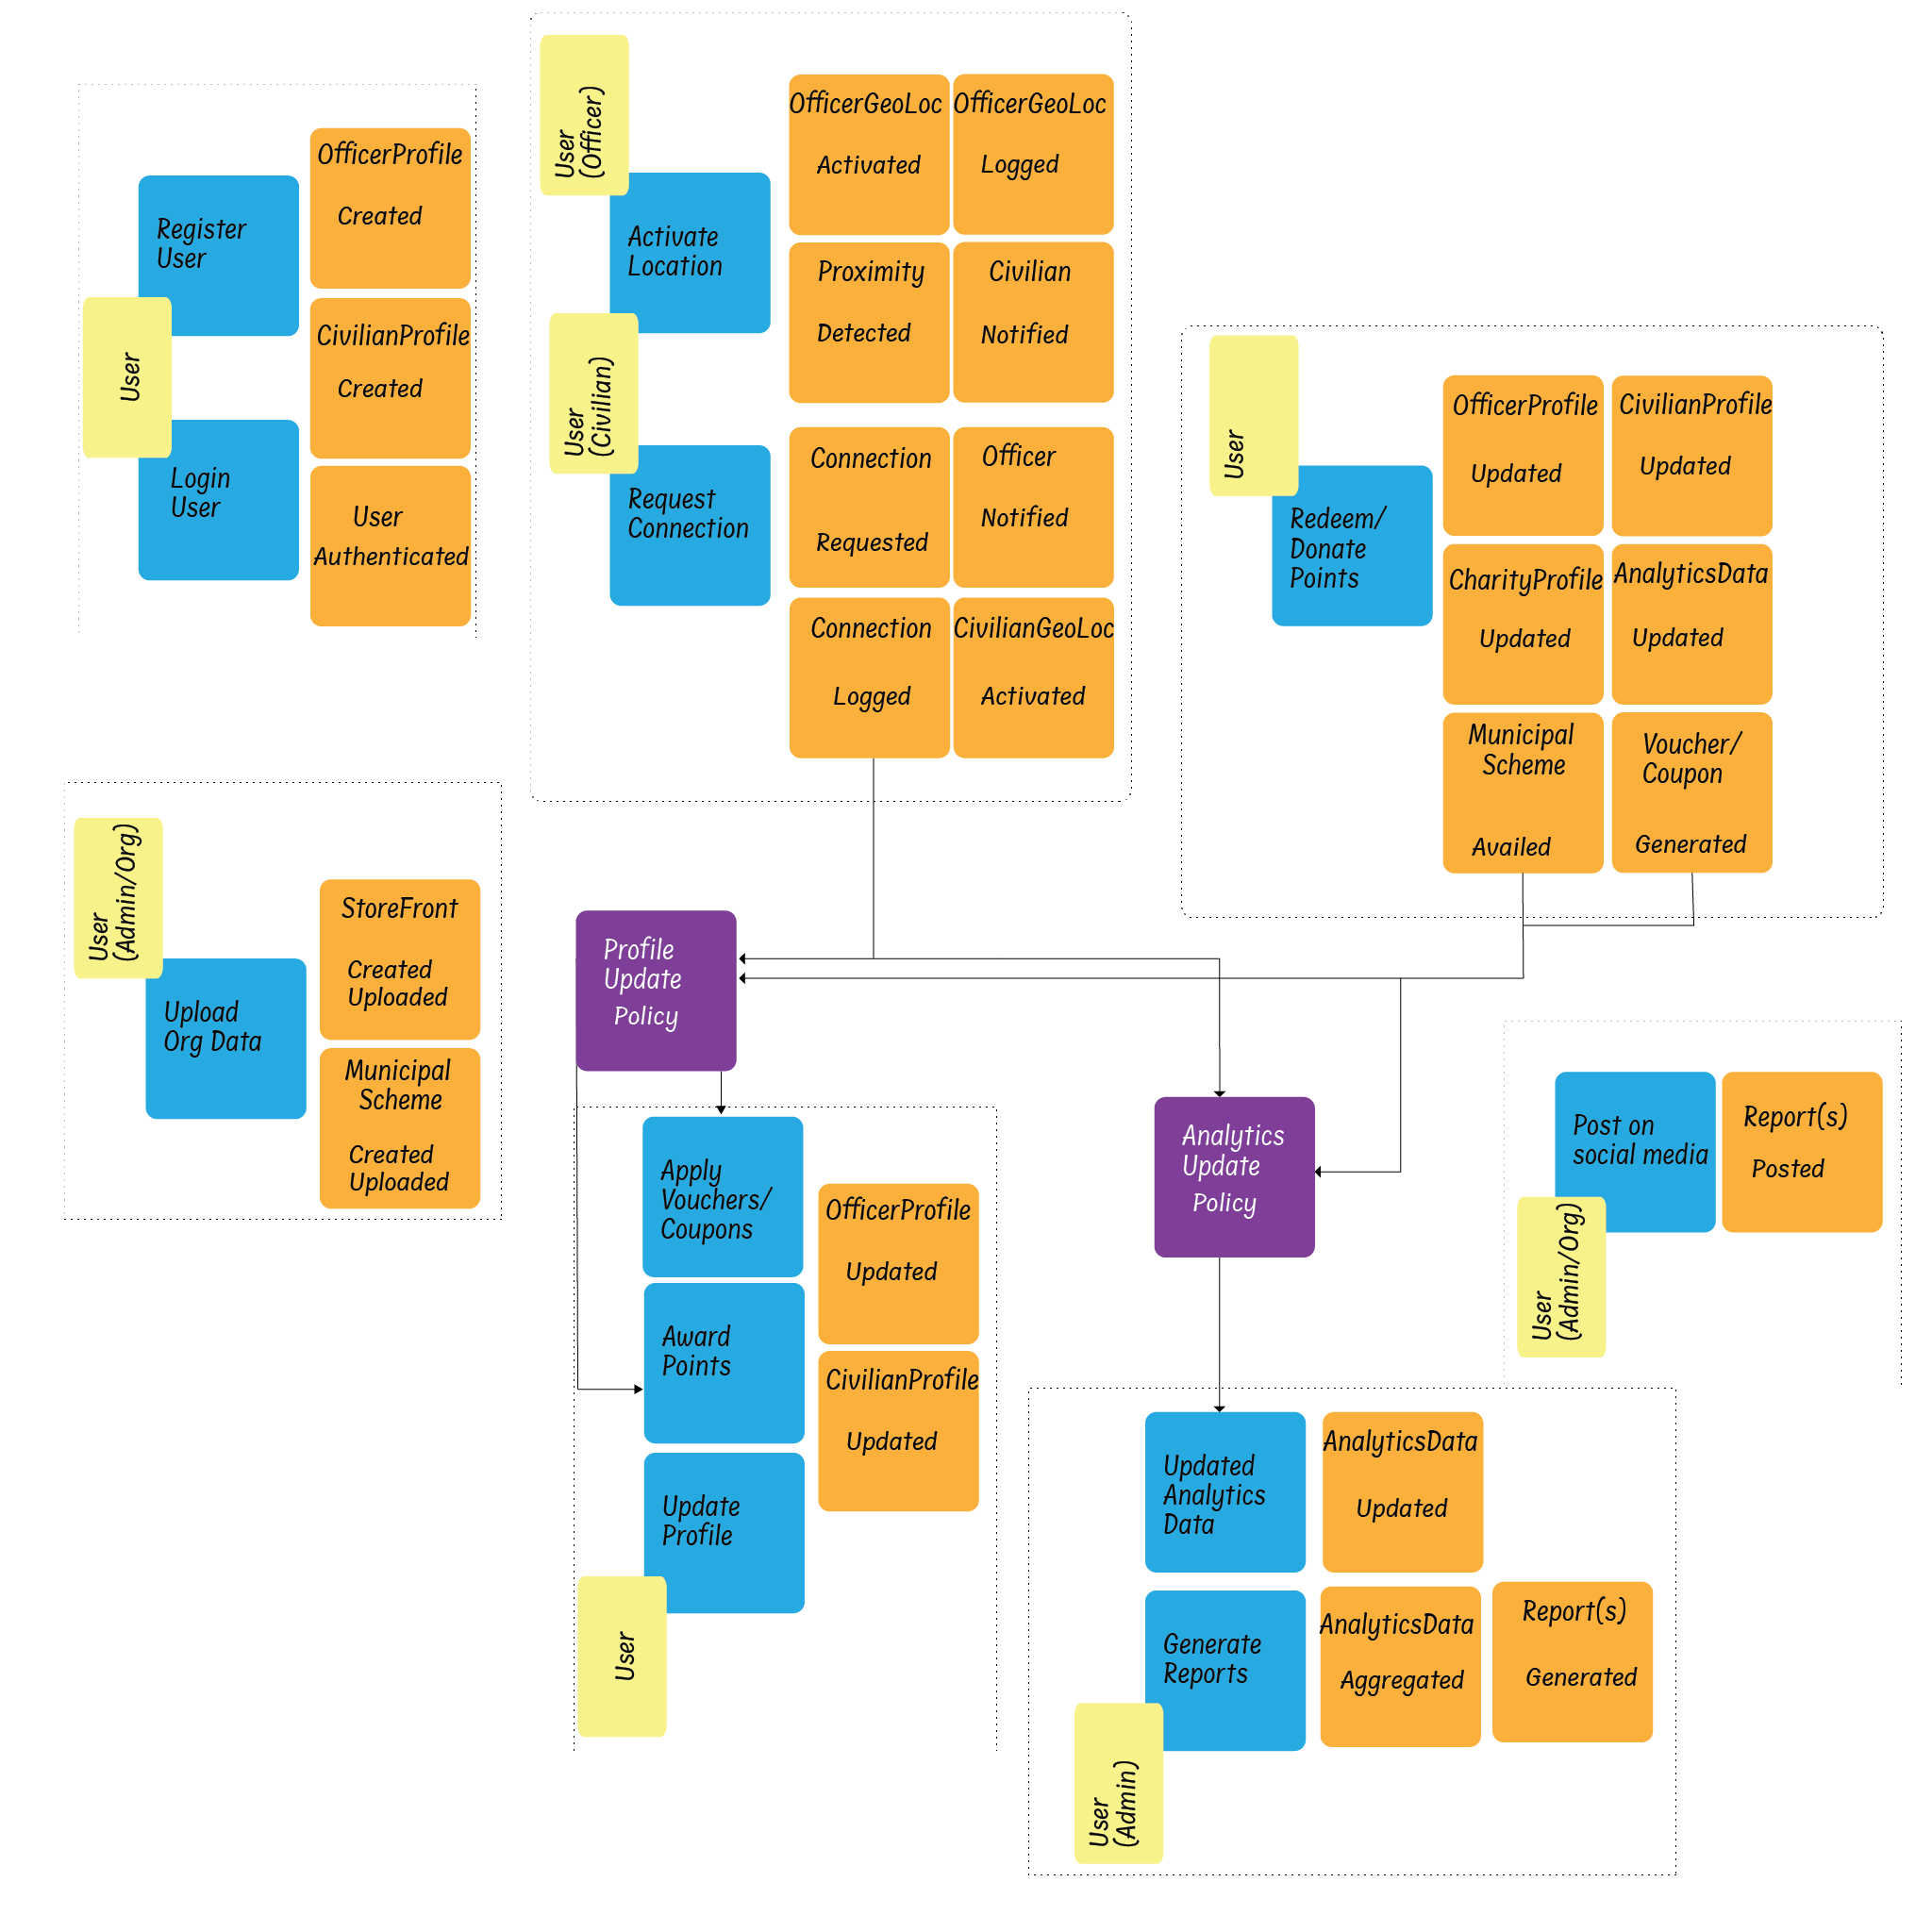 User
Register
User
Login
User
OfficerProfile
Created
CivilianProfile
Created
User
Authenticated
User
(Officer)
Activate
Location
User
(Civilian)
Request
Connection
OfficerGeoLoc
Activated
OfficerGeoLoc
Logged
Proximity
Detected
Civilian
Notified
Connection
Requested
Officer
Notified
Connection
Logged
CivilianGeoLoc
Activated
User
Redeem/
Donate
Points
OfficerProfile
Updated
CivilianProfile
Updated
CharityProfile
Updated
AnalyticsData
Updated
Municipal
Scheme
Availed
Voucher/
Coupon
Generated
User
(Admin/Org)
Upload
Org Data
StoreFront
Created
Uploaded
Municipal
Scheme
Created
Uploaded
Profile
Update
Policy
Apply
Vouchers/
Coupons
Award
Points
Update
Profile
User
OfficerProfile
Updated
CivilianProfile
Updated
Analytics
Update
Policy
Post on
social media
Report(s)
Posted
User
(Admin/Org)
Updated
Analytics
Data
AnalyticsData
Updated
Generate
Reports
AnalyticsData
Aggregated
Report(s)
Generated
User
(Admin)